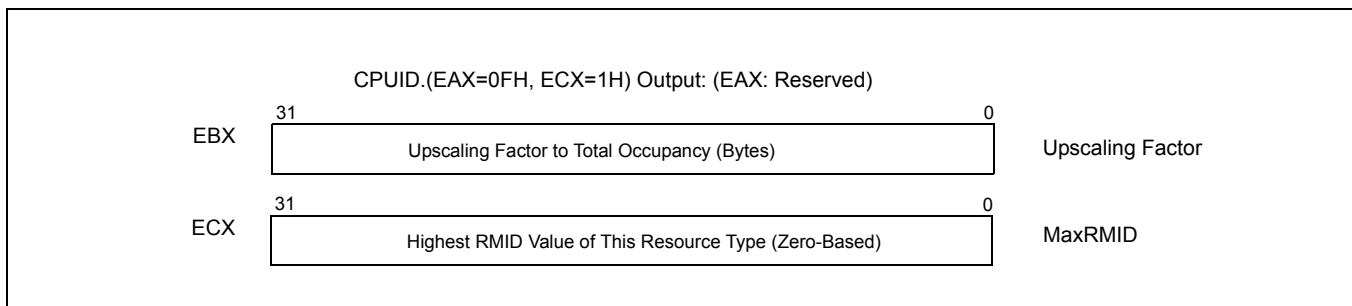 CPUID.(EAX=0FH, ECX=1H) Output: (EAX: Reserved)
31 0
EBX Upscaling Factor to Total Occupancy (Bytes) Upscaling Factor
31 0
ECX Highest RMID Value of This Resource Type (Zero-Based) MaxRMID